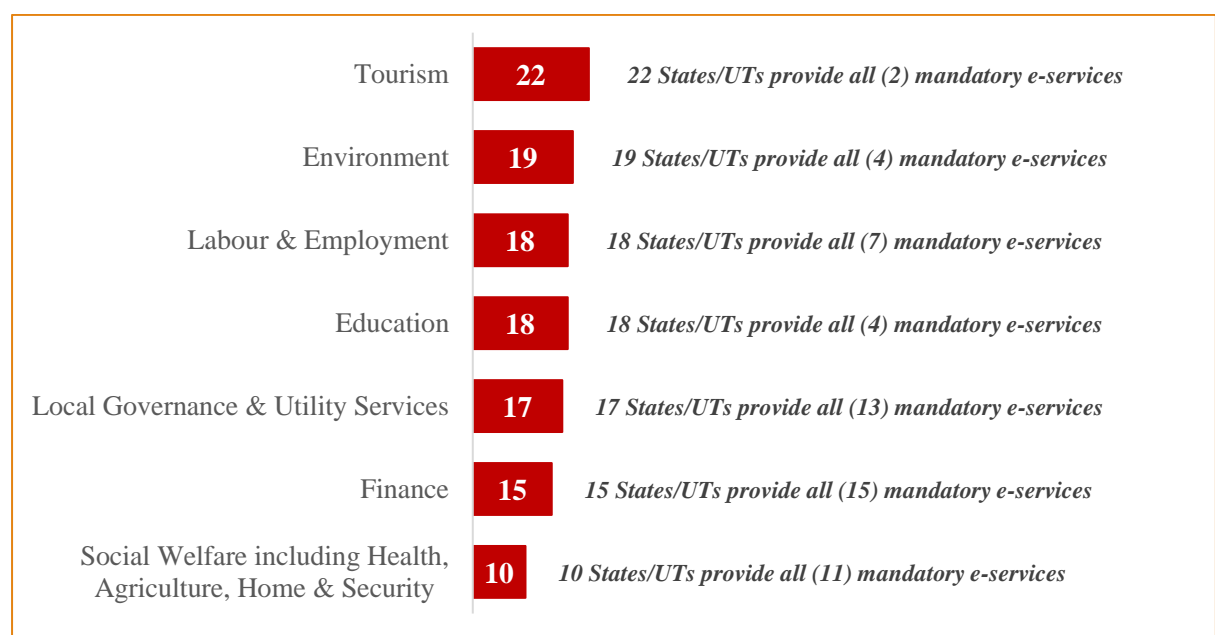 Tourism 22 22 States/UTs provide all (2) mandatory e-services
Environment 19 19 States/UTs provide all (4) mandatory e-services
Labour & Employment 18 18 States/UTs provide all (7) mandatory e-services
Education 18 18 States/UTs provide all (4) mandatory e-services
Local Governance & Utility Services 17 17 States/UTs provide all (13) mandatory e-services
Finance 15 15 States/UTs provide all (15) mandatory e-services
Social Welfare including Health,
Agriculture, Home & Security 10 10 States/UTs provide all (11) mandatory e-services